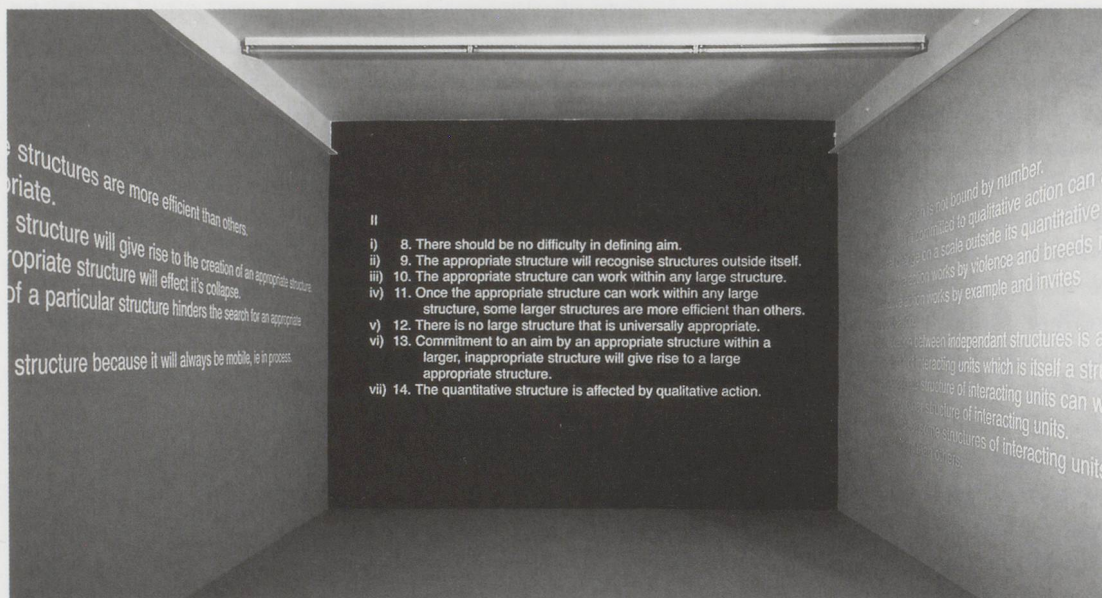 structures are more efficient than others.
structure will give rise to the creation of an appropriate structure.
structure will effect it's collapse.
of a particular structure hinders the search for an appropriate
structure because it will always be mobile, ie in process.
II
i) 8. There should be no difficulty in defining aim.
ii) 9. The appropriate structure will recognise structures outside itself.
iii) 10. The appropriate structure can work within any large structure.
iv) 11. Once the appropriate structure can work within any large
structure, some larger structures are more efficient than others.
v) 12. There is no large structure that is universally appropriate.
vi) 13. Commitment to an aim by an appropriate structure within a
larger, inappropriate structure will give rise to a large
appropriate structure.
vii) 14. The quantitative structure is affected by qualitative action.
is not bound by number.
to qualitative action can
on a scale outside its quantitative
works by violence and breeds
works by example and invites
between independant structures is a
interacting units which is itself a
structure of interacting units can
structure of interacting units.
structures of interacting units